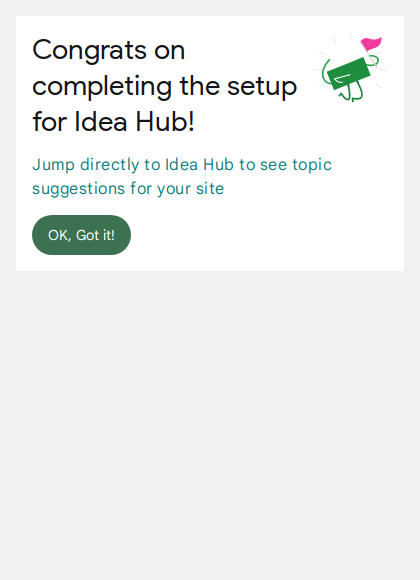 Congrats on
completing the setup
for Idea Hub!
Jump directly to Idea Hub to see topic
suggestions for your site
OK, Got it!